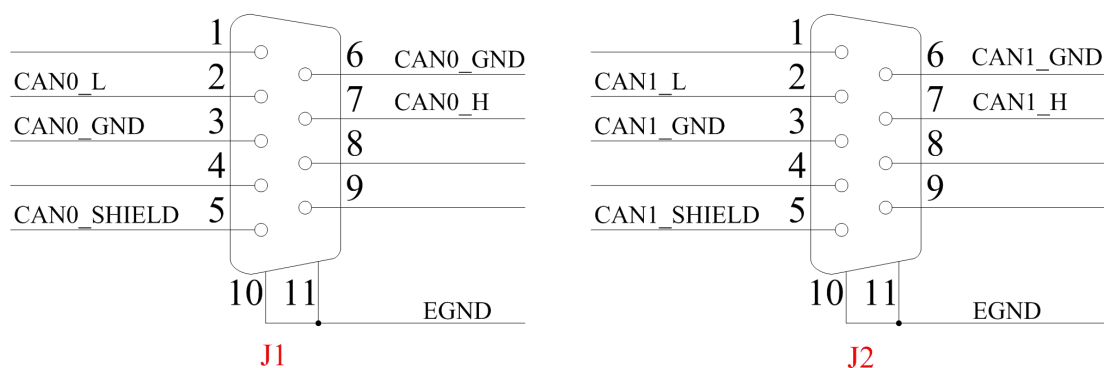 1
6 CAN0_GND
CAN0_L 2
7 CAN0_H
CAN0_GND 3
8
4
9
CAN0_SHIELD 5
10 11
EGND
J1
1
6 CAN1_GND
CAN1_L 2
7 CAN1_H
CAN1_GND 3
8
4
9
CAN1_SHIELD 5
10 11
EGND
J2